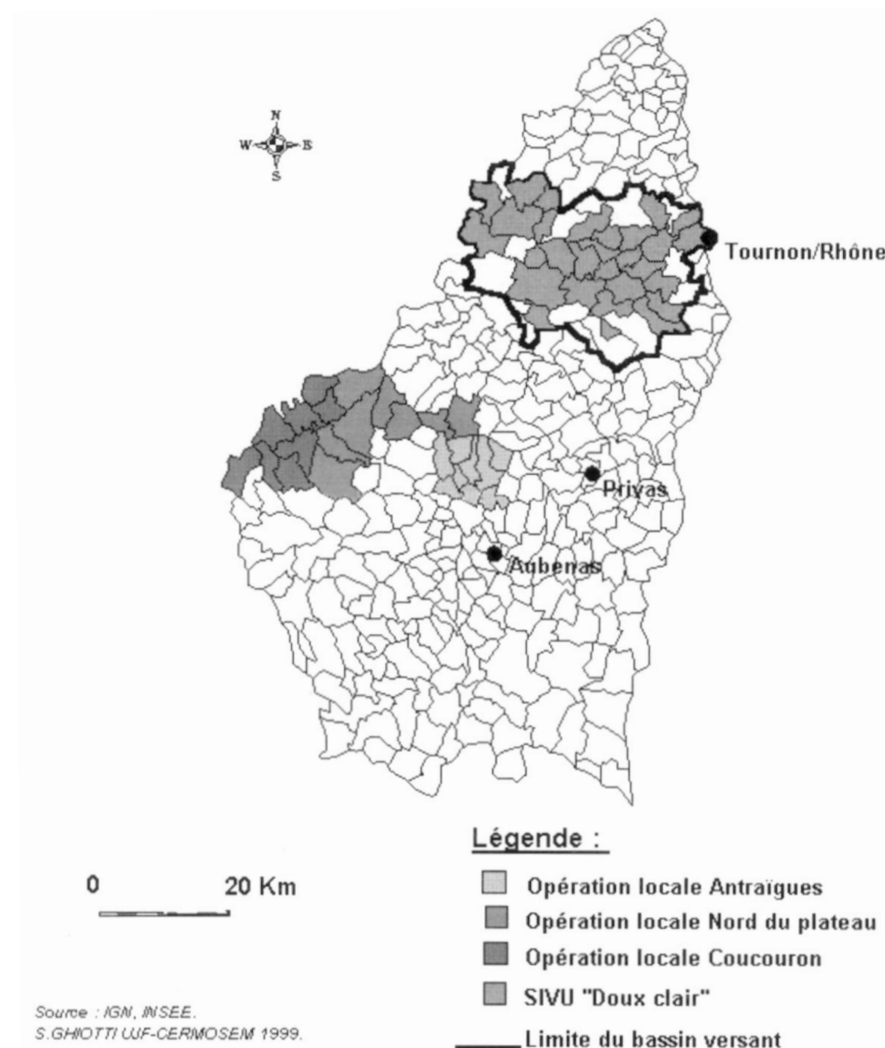 N
W E
S
Tournon/Rhône
Privas
Aubenas
Légende :
0 20 Km
Opération locale Antraïgues
Opération locale Nord du plateau
Opération locale Coucouron
SIVU "Doux clair"
Limite du bassin versant
Source : IGN, INSEE.
S.GHIOTTI UJF-CERMOSEM 1999.